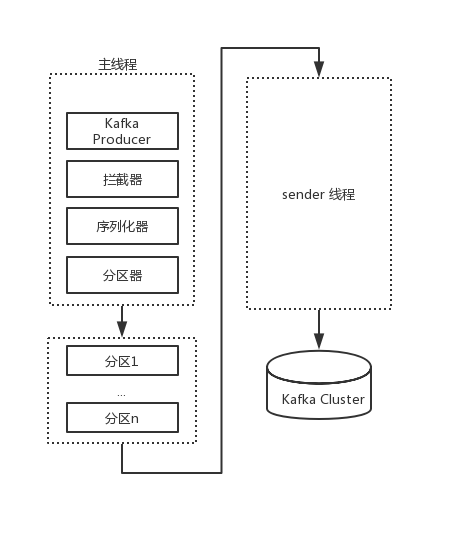 主线程
Kafka
Producer
拦截器
序列化器
分区器
分区1
...
分区n
sender 线程
Kafka Cluster